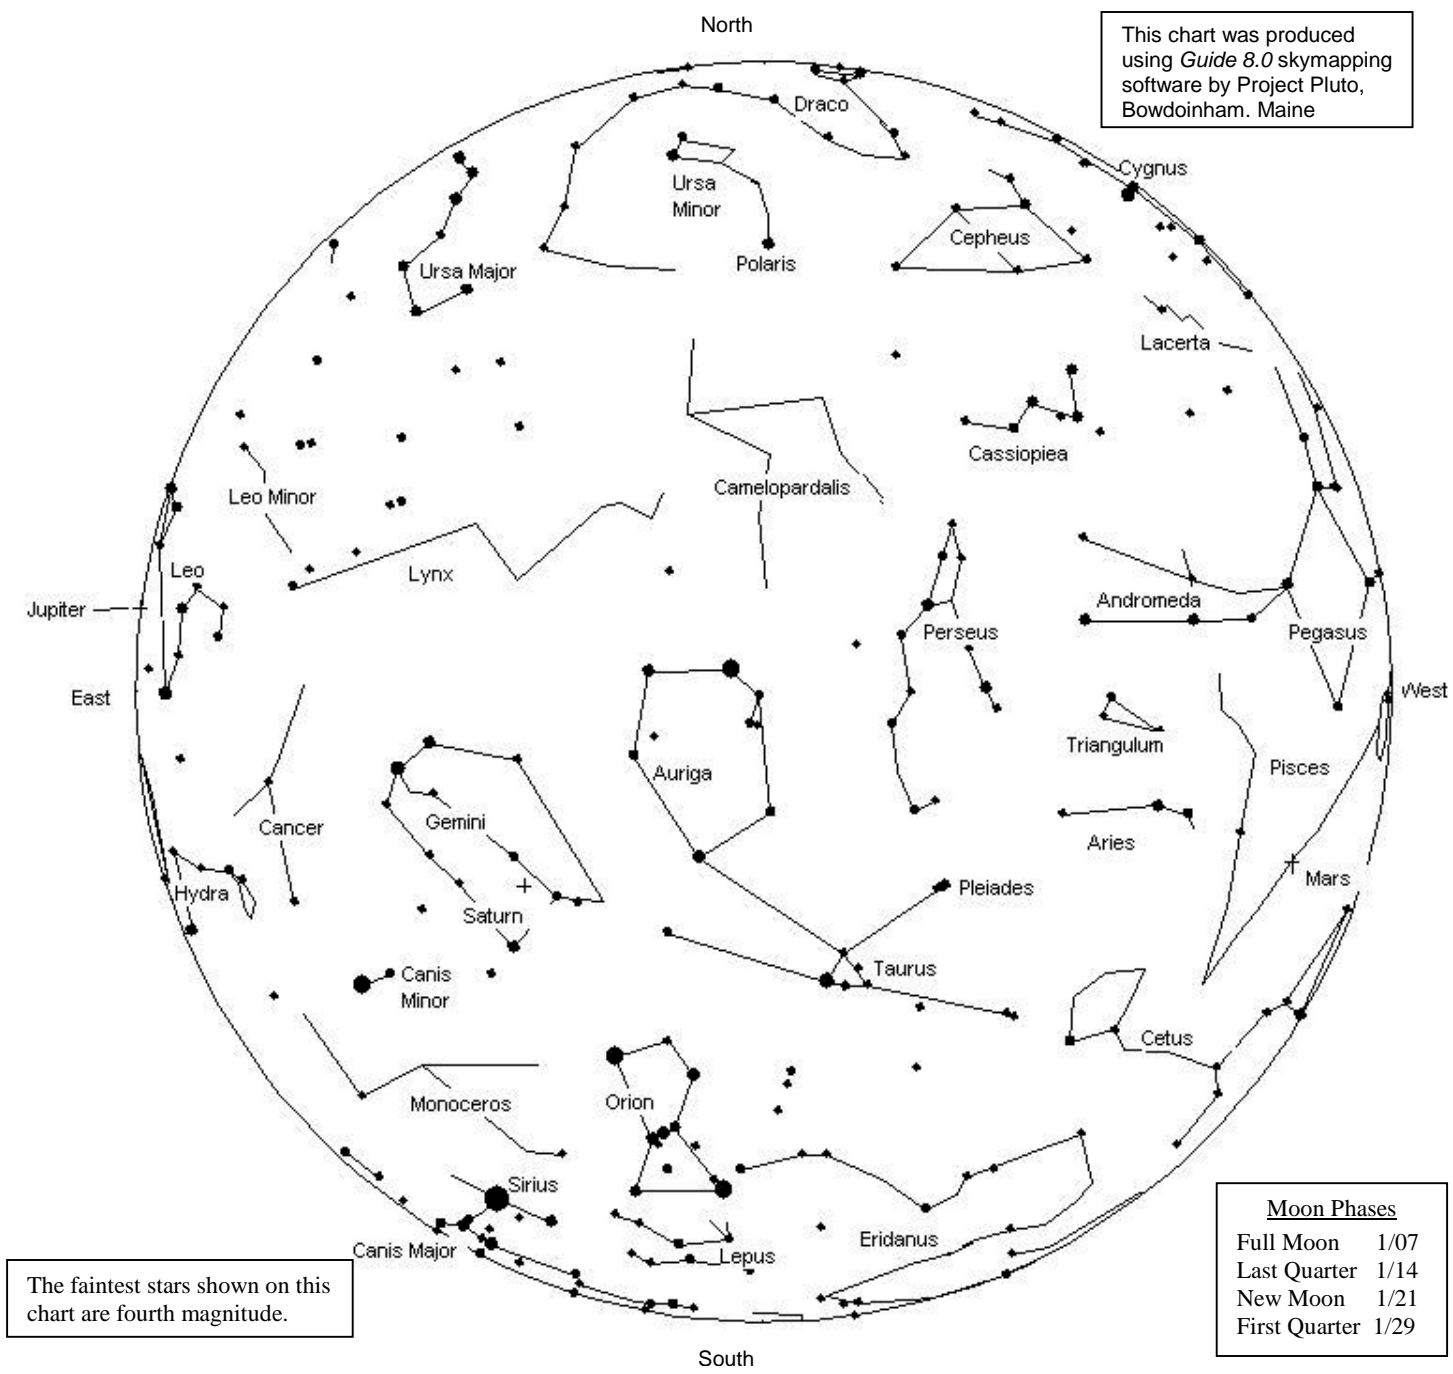 North
This chart was produced
using Guide 8.0 skymapping
software by Project Pluto,
Bowdoinham. Maine
Draco
Cygnus
Ursa
Minor
Cepheus
Polaris
Ursa Major
Lacerta
Cassiopiea
Camelopardalis
Leo Minor
Lynx
Leo
Jupiter
Andromeda
Perseus
Pegasus
East
West
Triangulum
Pisces
Auriga
Gemini
Cancer
Aries
Hydra
Pleiades
Mars
Saturn
Taurus
Canis
Minor
Cetus
Monoceros
Orion
Sirius
Eridanus
Canis Major
Lepus
Moon Phases
Full Moon 1/07
Last Quarter 1/14
New Moon 1/21
First Quarter 1/29
The faintest stars shown on this
chart are fourth magnitude.
South